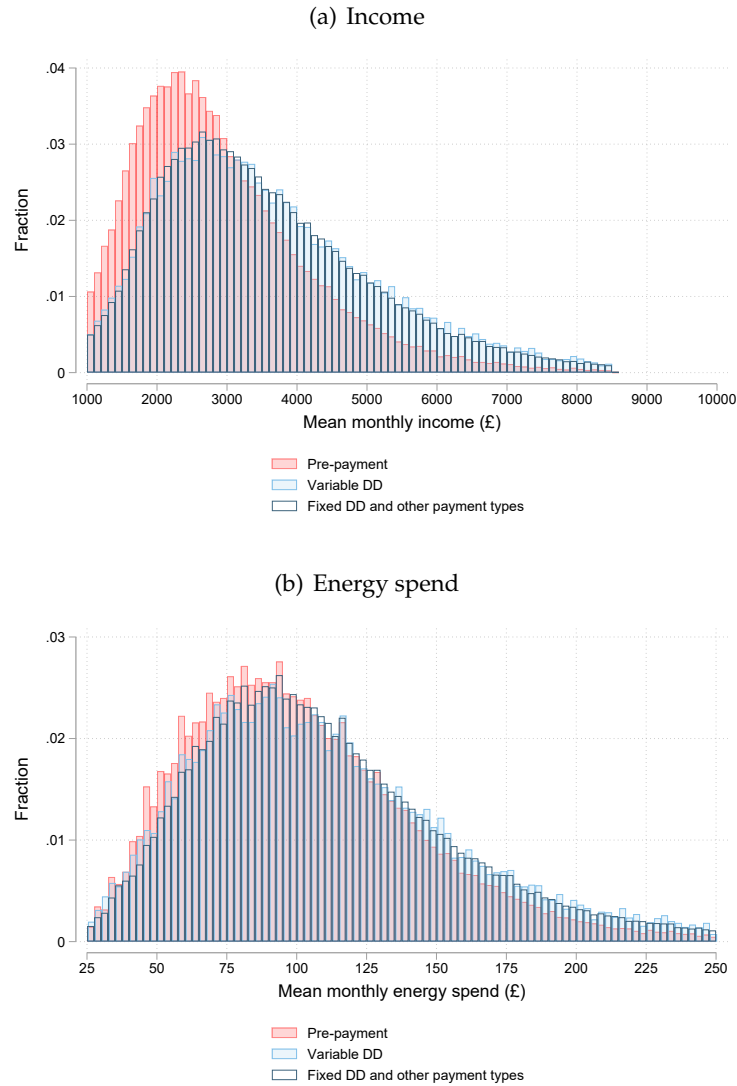 (a) Income
.04
.03
.02
.01
0
Fraction
1000 2000 3000 4000 5000 6000 7000 8000 9000 10000
Mean monthly income (£)
Pre-payment
Variable DD
Fixed DD and other payment types
(b) Energy spend
.03
.02
.01
0
Fraction
25 50 75 100 125 150 175 200 225 250
Mean monthly energy spend (£)
Pre-payment
Variable DD
Fixed DD and other payment types